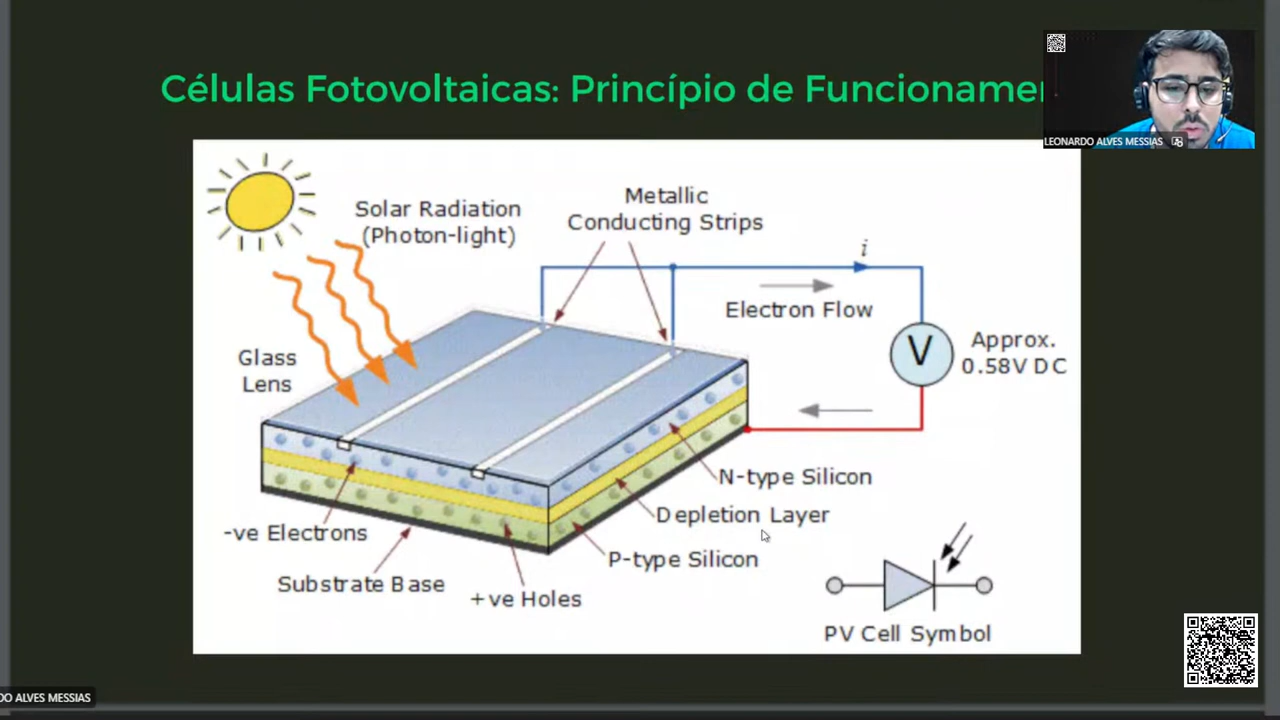 Células Fotovoltaicas: Princípio de Funcionamen
LEONARDO ALVES MESSIAS
Solar Radiation
(Photon-light)
Metallic
Conducting Strips
i
Electron Flow
V
Approx.
0.58V DC
Glass
Lens
N-type Silicon
Depletion Layer
P-type Silicon
-ve Electrons
Substrate Base
+ve Holes
PV Cell Symbol
DO ALVES MESSIAS